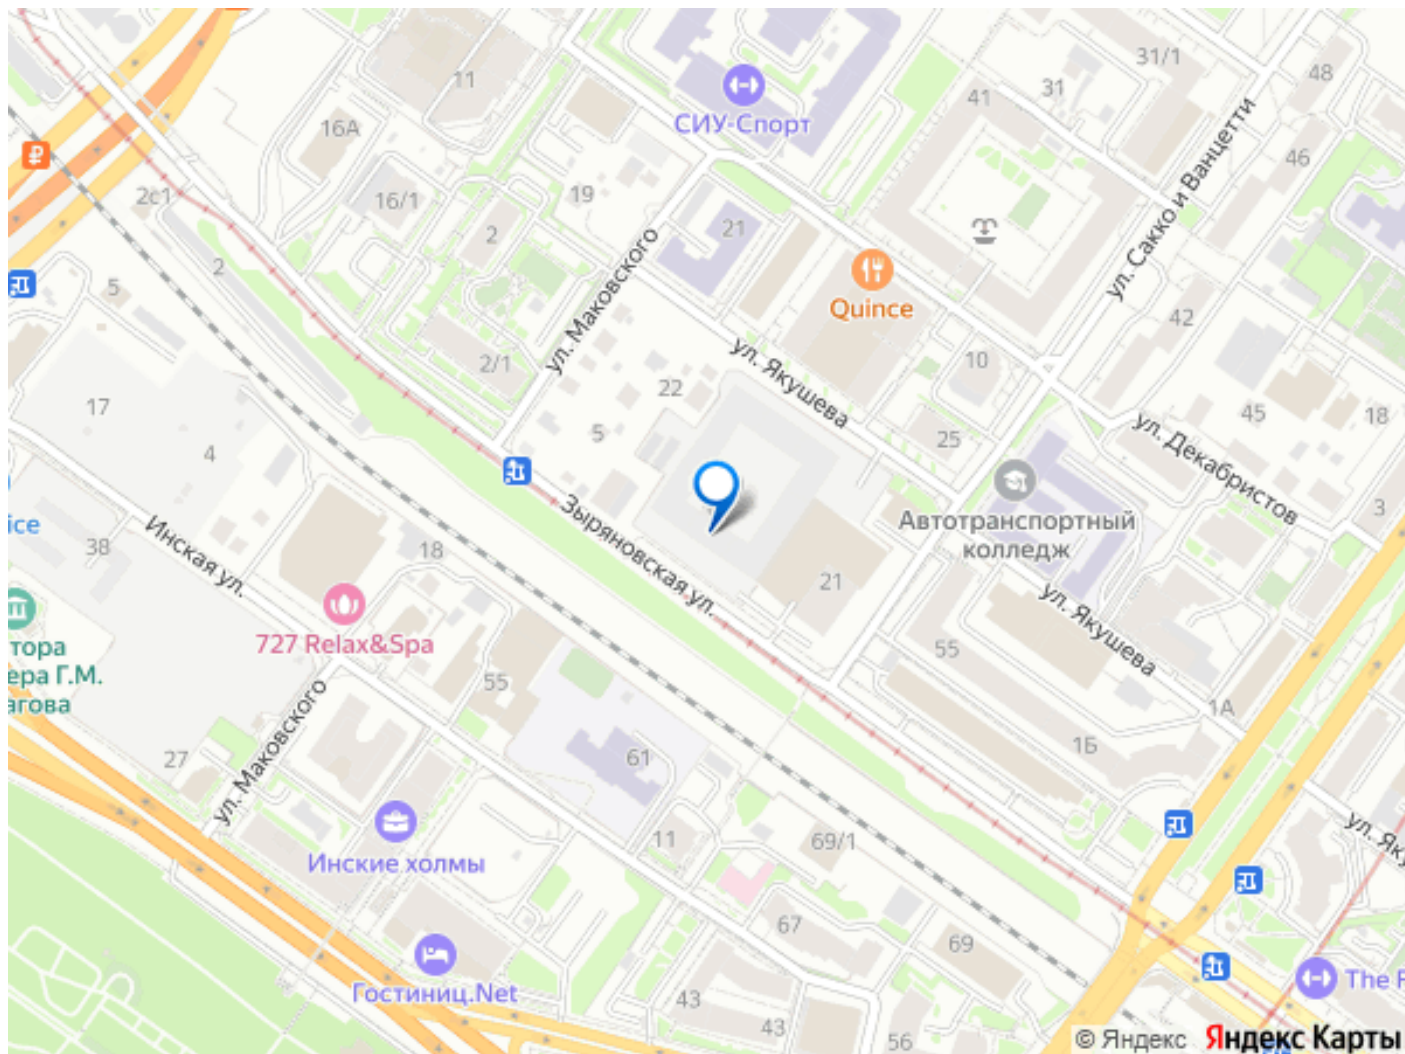 31/1
48
11
31
41
СИУ-Спорт
16А
46
ул. Сакко и Ванцетти
2с1
16/1
19
2
21
2
5
ул. Маковского
Quince
42
2/1
ул. Якушева
10
22
17
45
18
5
25
ул. Декабристов
4
3
Зыряновская ул.
Автотранспортный
колледж
ice
Инская ул.
38
18
21
ул. Якушева
727 Relax&Spa
тора
ера Г.М.
агова
55
55
ул. Маковского
1А
1Б
27
61
ул. Яку
11
69/1
Инские холмы
67
69
Гостиниц.Net
The F
43
43
56
© Яндекс Яндекс Карты